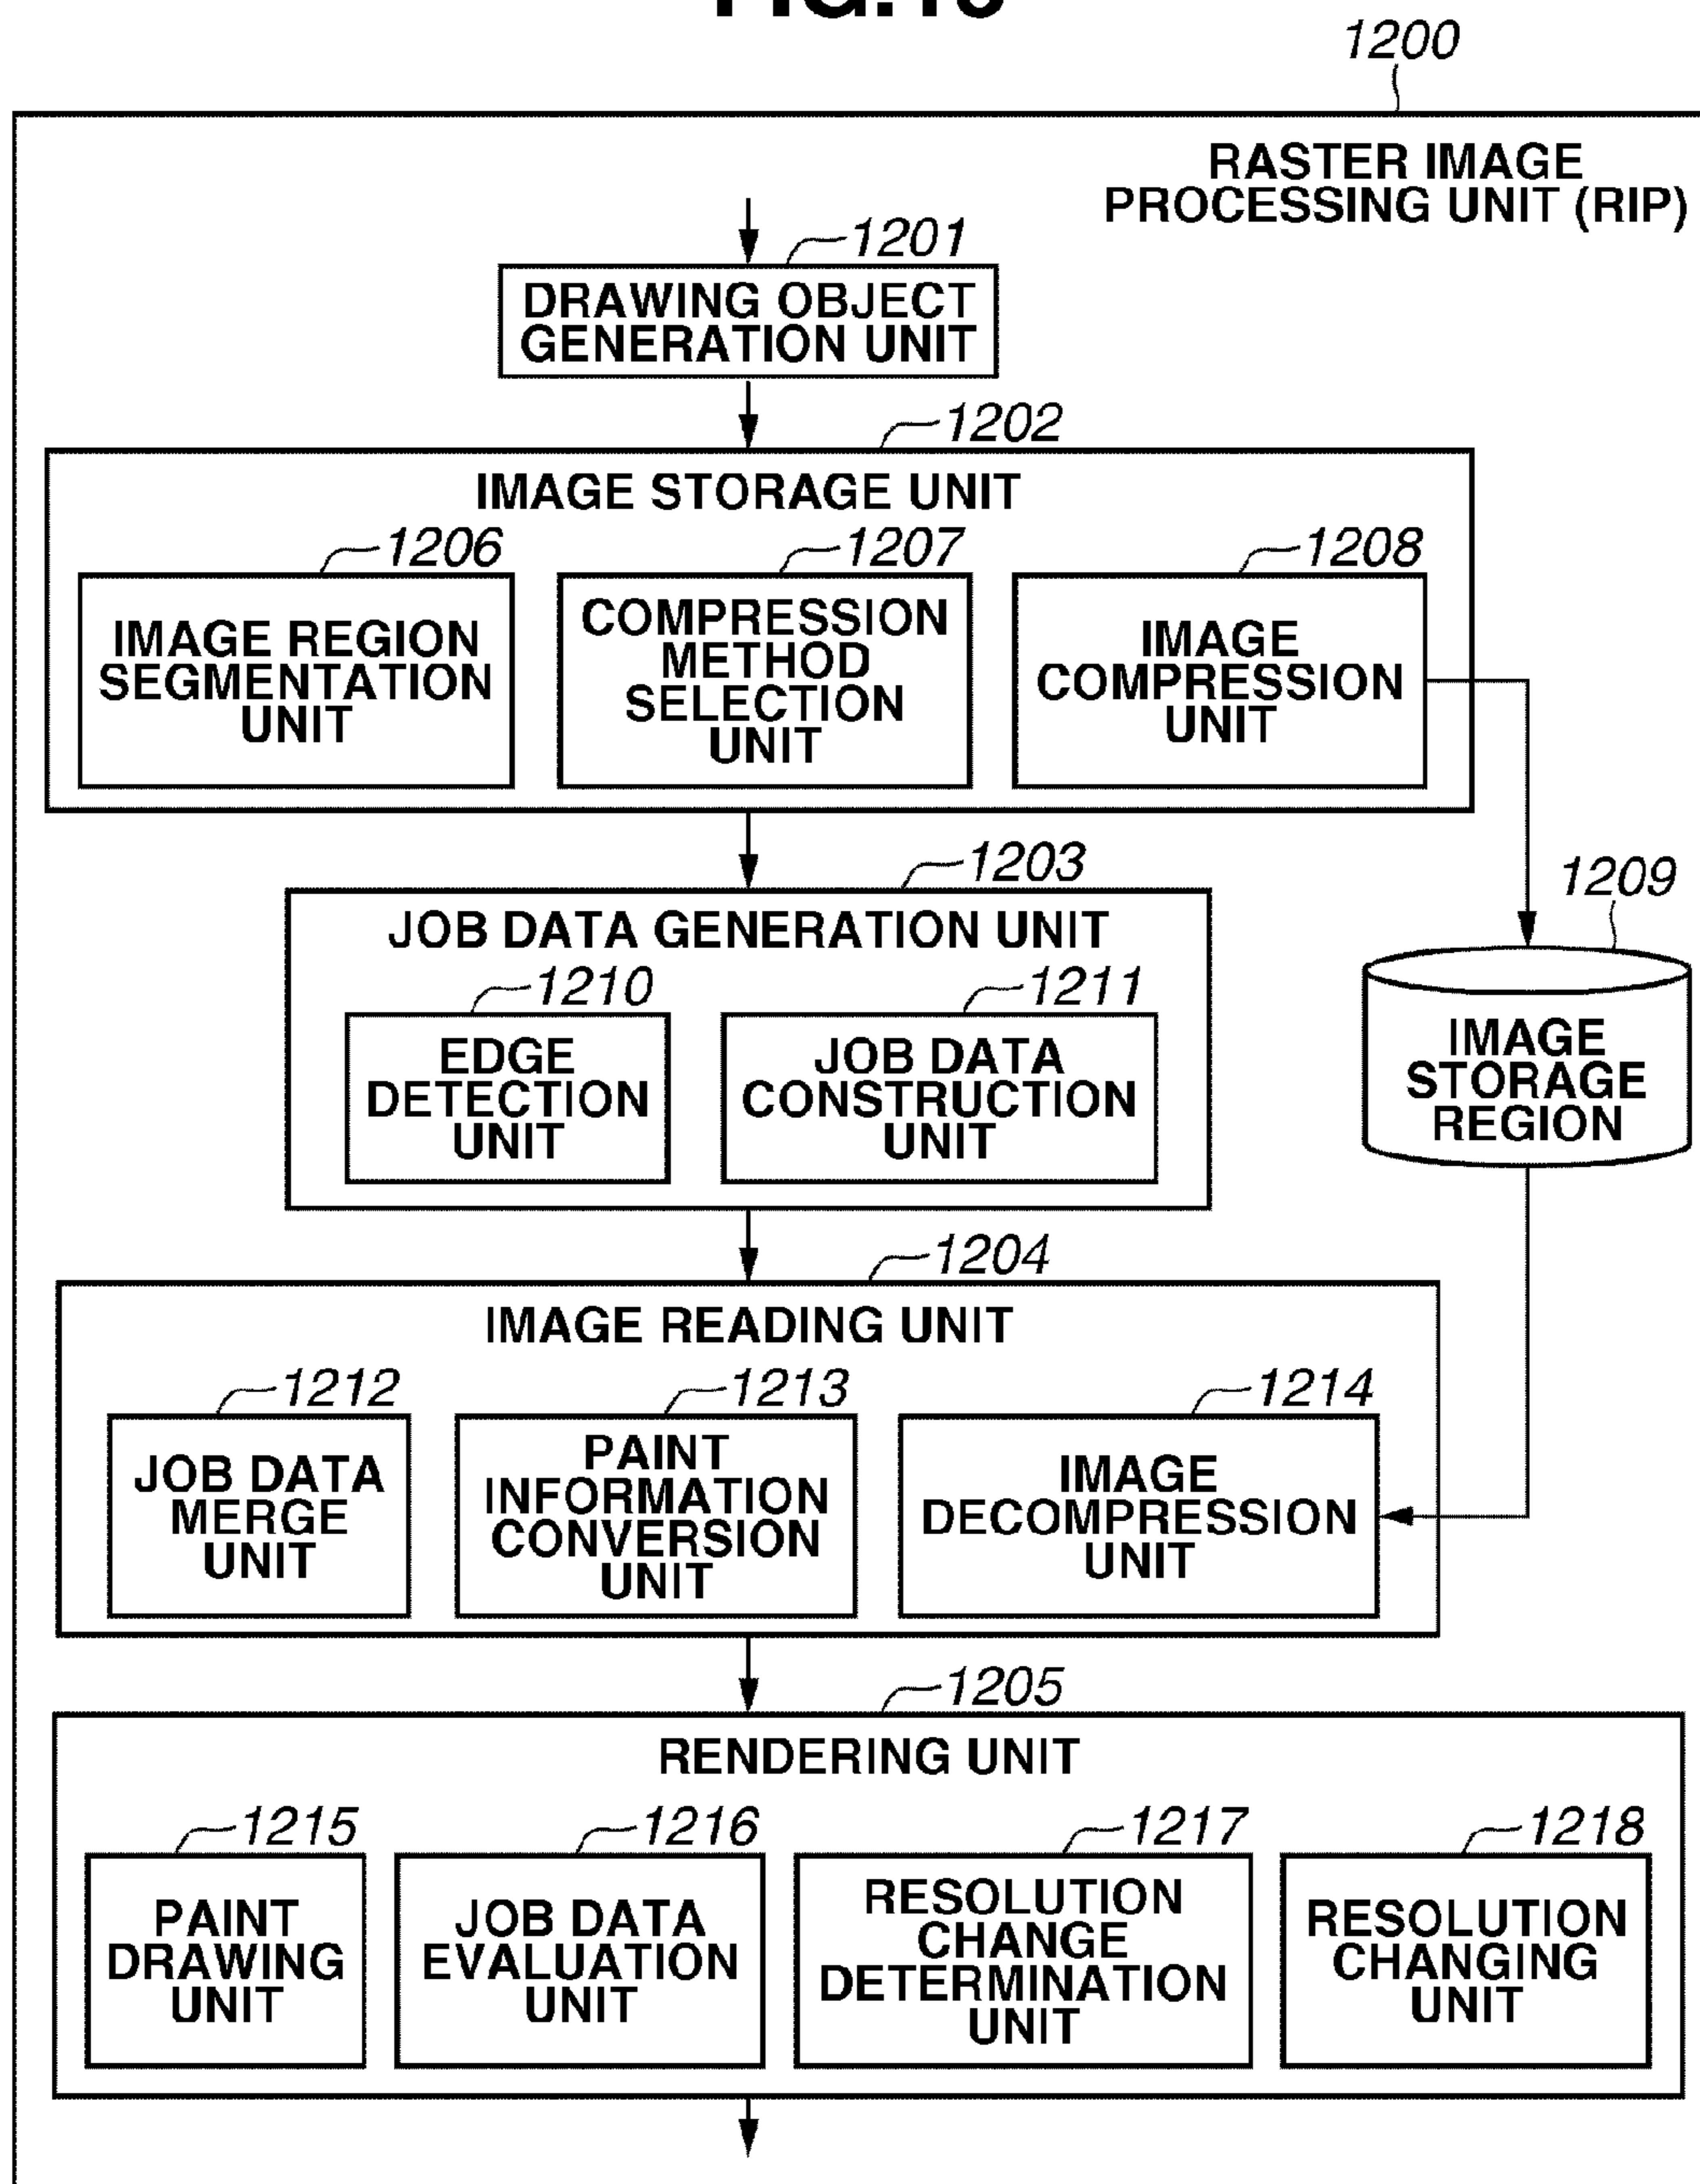 1200
RASTER IMAGE
PROCESSING UNIT (RIP)
1201
DRAWING OBJECT
GENERATION UNIT
1202
IMAGE STORAGE UNIT
1206
IMAGE REGION
SEGMENTATION
UNIT
1207
COMPRESSION
METHOD
SELECTION
UNIT
1208
IMAGE
COMPRESSION
UNIT
1203
JOB DATA GENERATION UNIT
1210
EDGE
DETECTION
UNIT
1211
JOB DATA
CONSTRUCTION
UNIT
1209
IMAGE
STORAGE
REGION
1204
IMAGE READING UNIT
1212
JOB DATA
MERGE
UNIT
1213
PAINT
INFORMATION
CONVERSION
UNIT
1214
IMAGE
DECOMPRESSION
UNIT
1205
RENDERING UNIT
1215
PAINT
DRAWING
UNIT
1216
JOB DATA
EVALUATION
UNIT
1217
RESOLUTION
CHANGE
DETERMINATION
UNIT
1218
RESOLUTION
CHANGING
UNIT